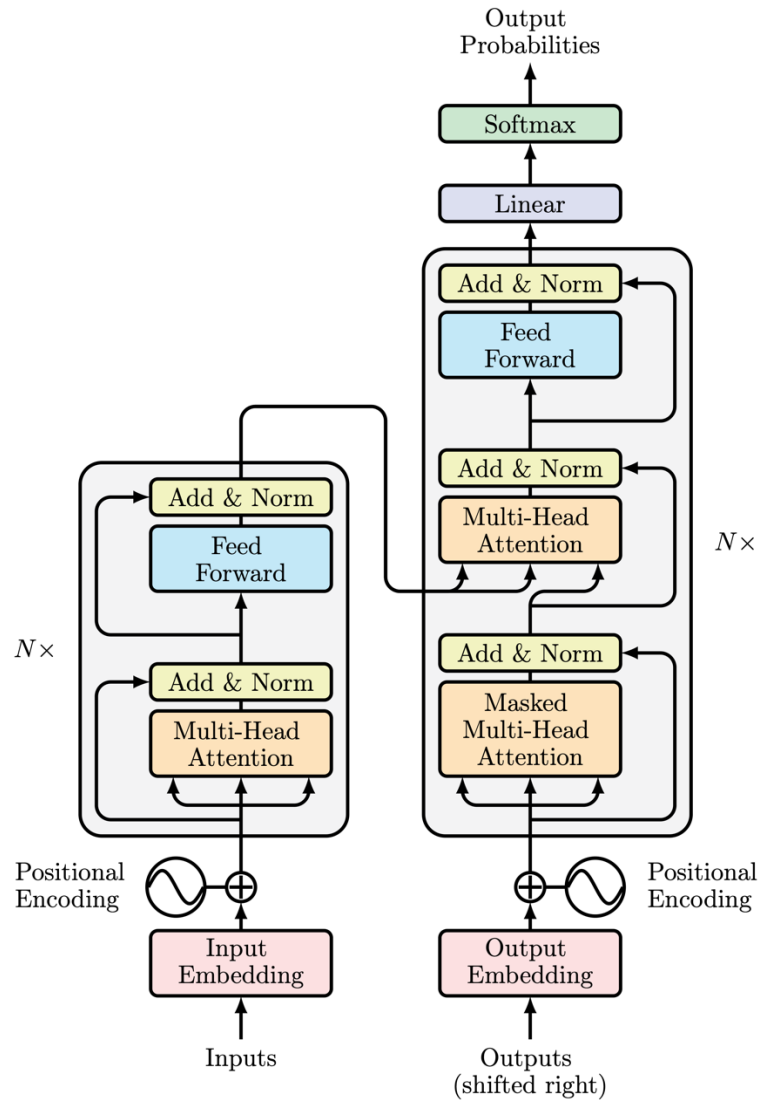 Output
Probabilities
Softmax
Linear
Add & Norm
Feed
Forward
Add & Norm
Multi-Head
Attention
N×
Add & Norm
Masked
Multi-Head
Attention
Add & Norm
Feed
Forward
N×
Add & Norm
Multi-Head
Attention
Positional
Encoding
Positional
Encoding
Input
Embedding
Output
Embedding
Inputs
Outputs
(shifted right)